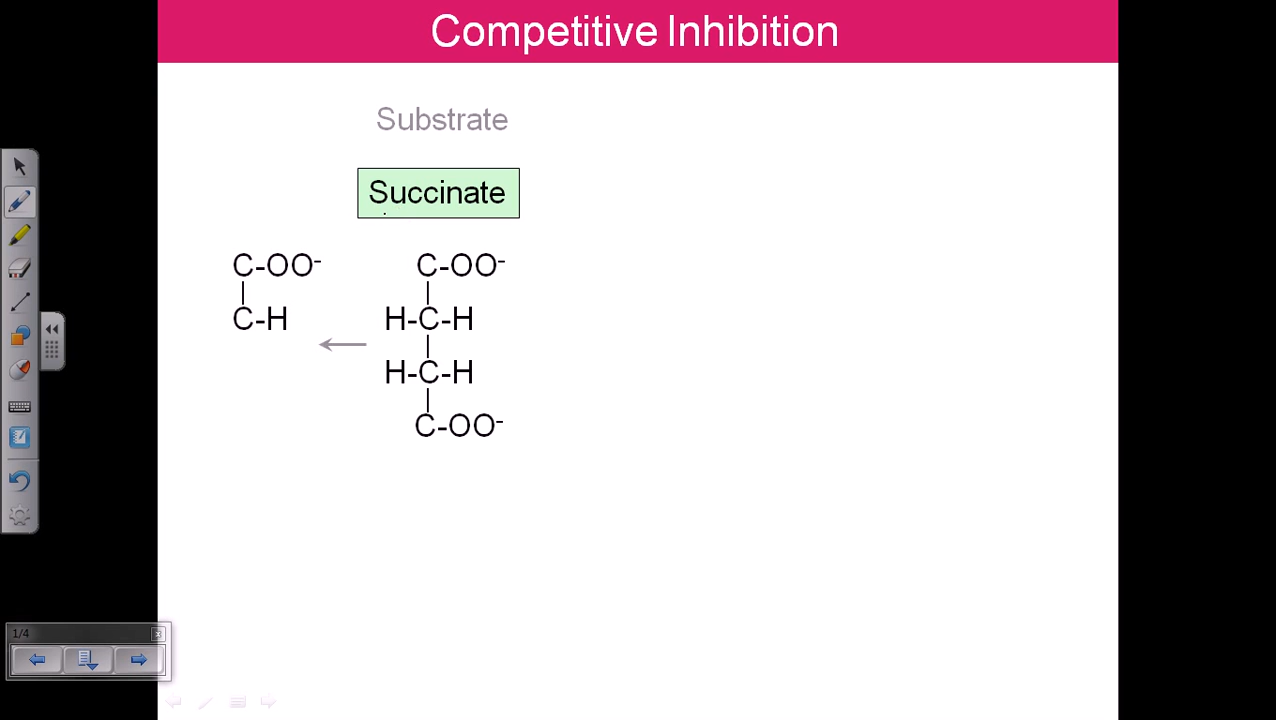 Competitive Inhibition
Substrate
Succinate
C-OO- C-OO-
C-H H-C-H
H-C-H
C-OO-
1/4